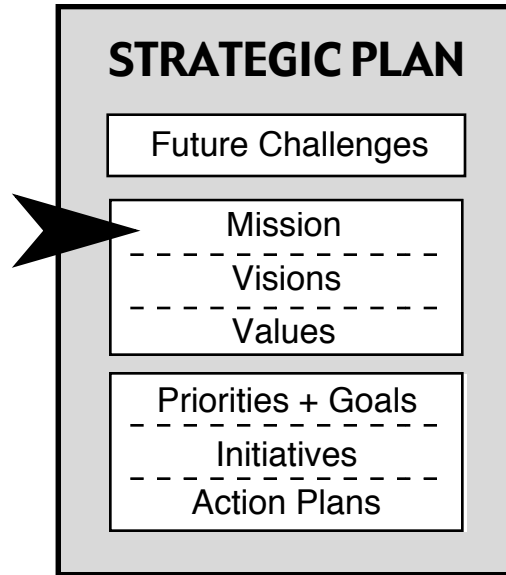 STRATEGIC PLAN
Future Challenges
Mission
Visions
Values
Priorities + Goals
Initiatives
Action Plans